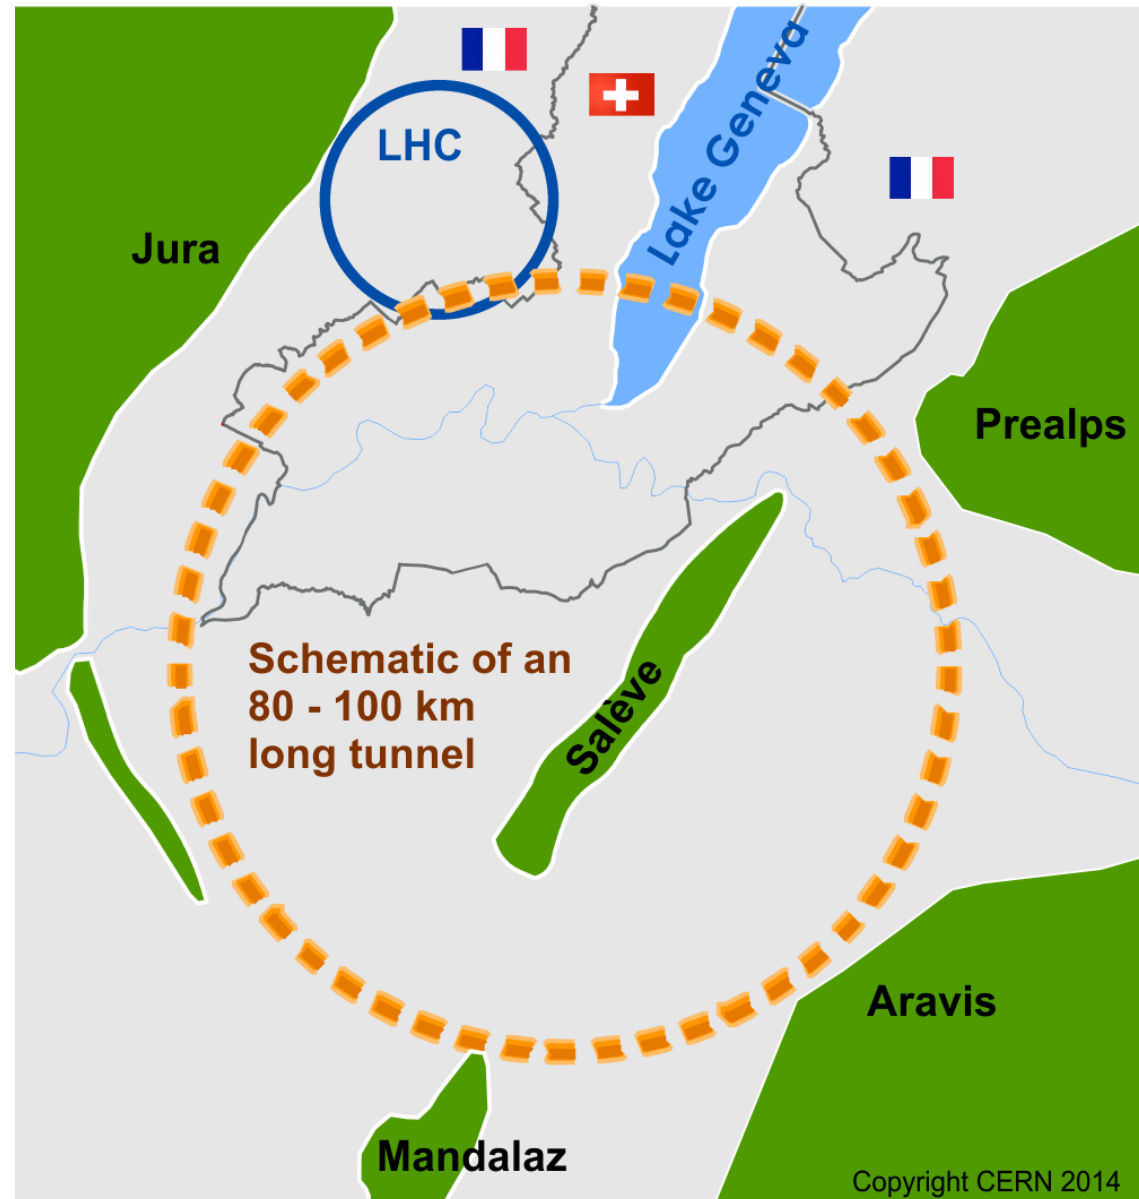 LHC
Lake Geneva
Jura
Prealps
Schematic of an
80 - 100 km
long tunnel
Salève
Aravis
Mandalaz
Copyright CERN 2014